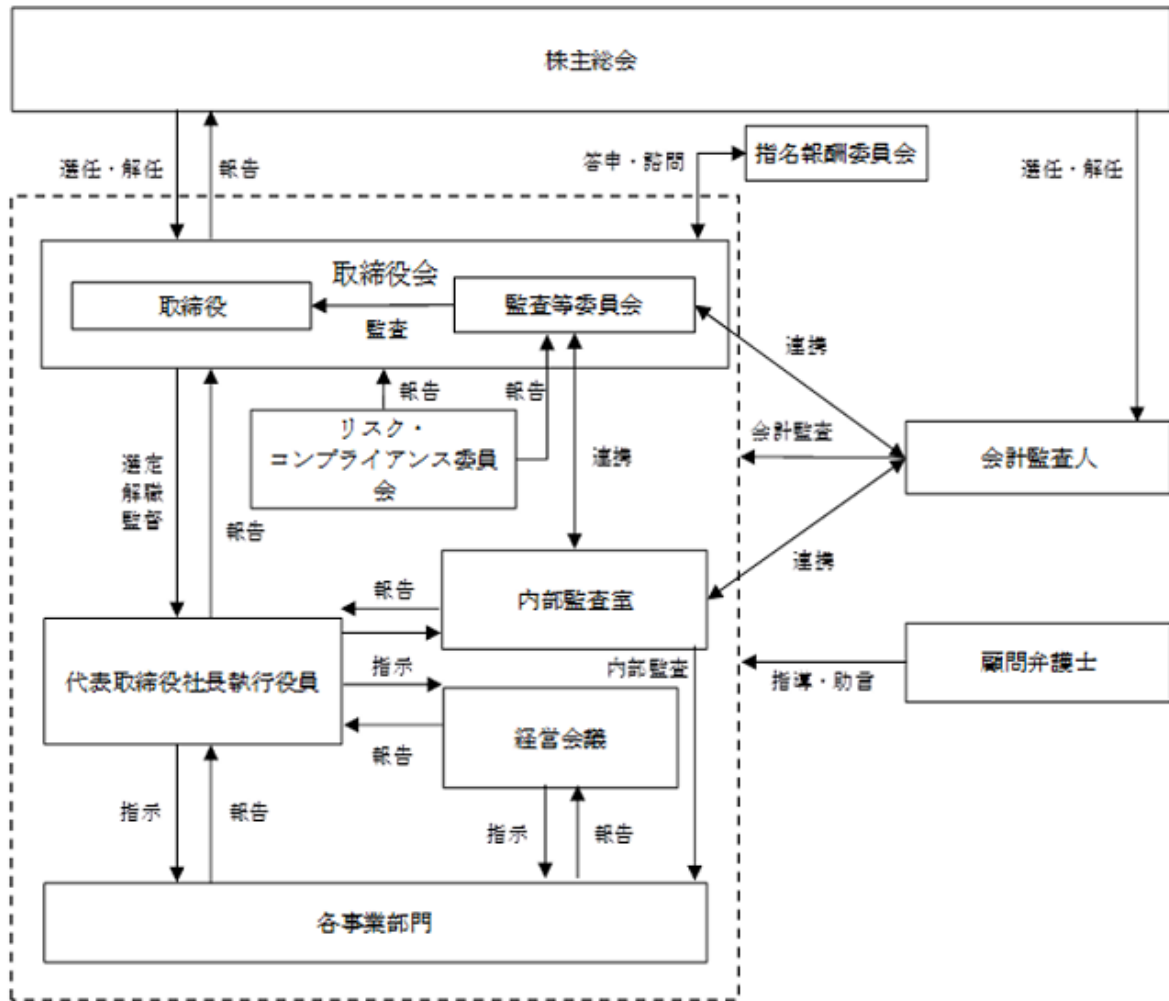 株主総会
選任・解任
報告
答申・諮問
指名報酬委員会
選任・解任
取締役会
取締役
監査等委員会
監査
連携
報告
報告
リスク・
コンプライアンス委員
会
会計監査
会計監査人
連携
選定
解職
監督
報告
連携
内部監査室
報告
指示
内部監査
代表取締役社長執行役員
顧問弁護士
指導・助言
経営会議
報告
指示
報告
指示
報告
各事業部門